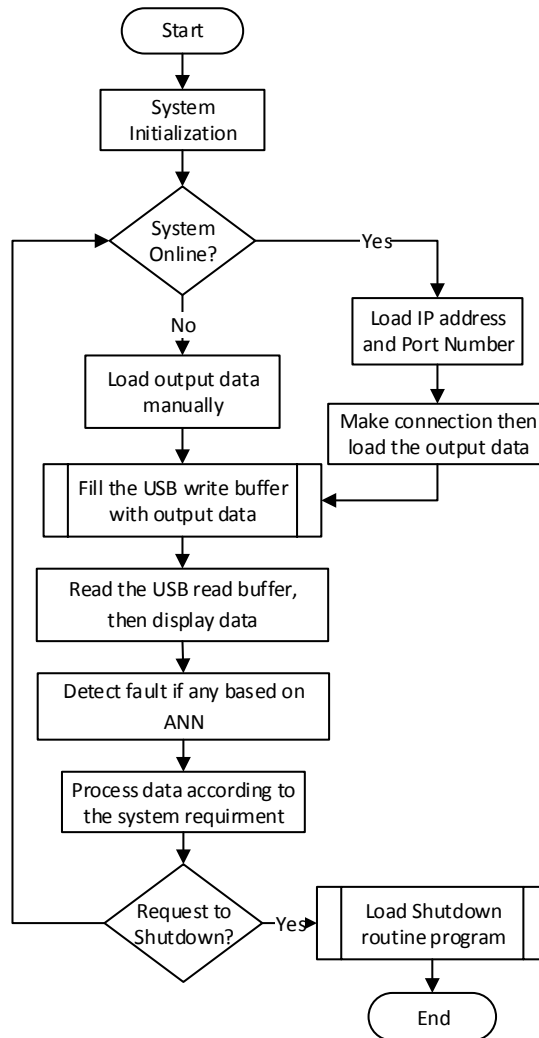 Start
System
Initialization
System
Online?
Yes
No
Load IP address
and Port Number
Load output data
manually
Make connection then
load the output data
Fill the USB write buffer
with output data
Read the USB read buffer,
then display data
Detect fault if any based on
ANN
Process data according to
the system requirment
Request to
Shutdown?
Yes
Load Shutdown
routine program
End